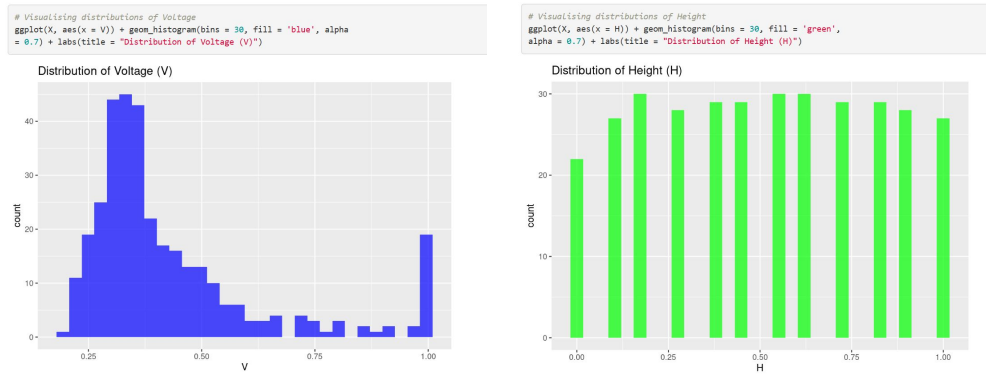 # Visualising distributions of Voltage
ggplot(X, aes(x = V)) + geom_histogram(bins = 30, fill = 'blue', alpha
= 0.7) + labs(title = "Distribution of Voltage (V)")
Distribution of Voltage (V)
40
30
20
10
0
count
0.25
0.50
0.75
1.00
V
# Visualising distributions of Height
ggplot(X, aes(x = H)) + geom_histogram(bins = 30, fill = 'green',
alpha = 0.7) + labs(title = "Distribution of Height (H)")
Distribution of Height (H)
30
20
10
0
count
0.00
0.25
0.50
0.75
1.00
H